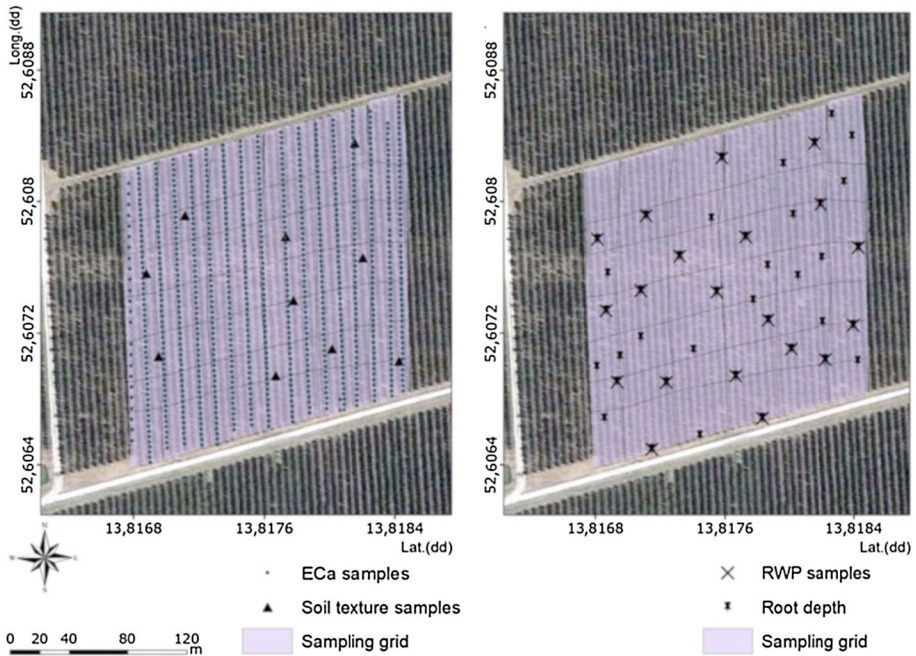 Long.(dd)
52,6088
52,608
52,6072
52,6064
13,8168 13,8176 13,8184
Lat.(dd)
52,6088
52,608
52,6072
52,6064
13,8168 13,8176 13,8184
Lat.(dd)
N
W
S
ECa samples
Soil texture samples
Sampling grid
RWP samples
Root depth
Sampling grid
0 20 40 80 120
m